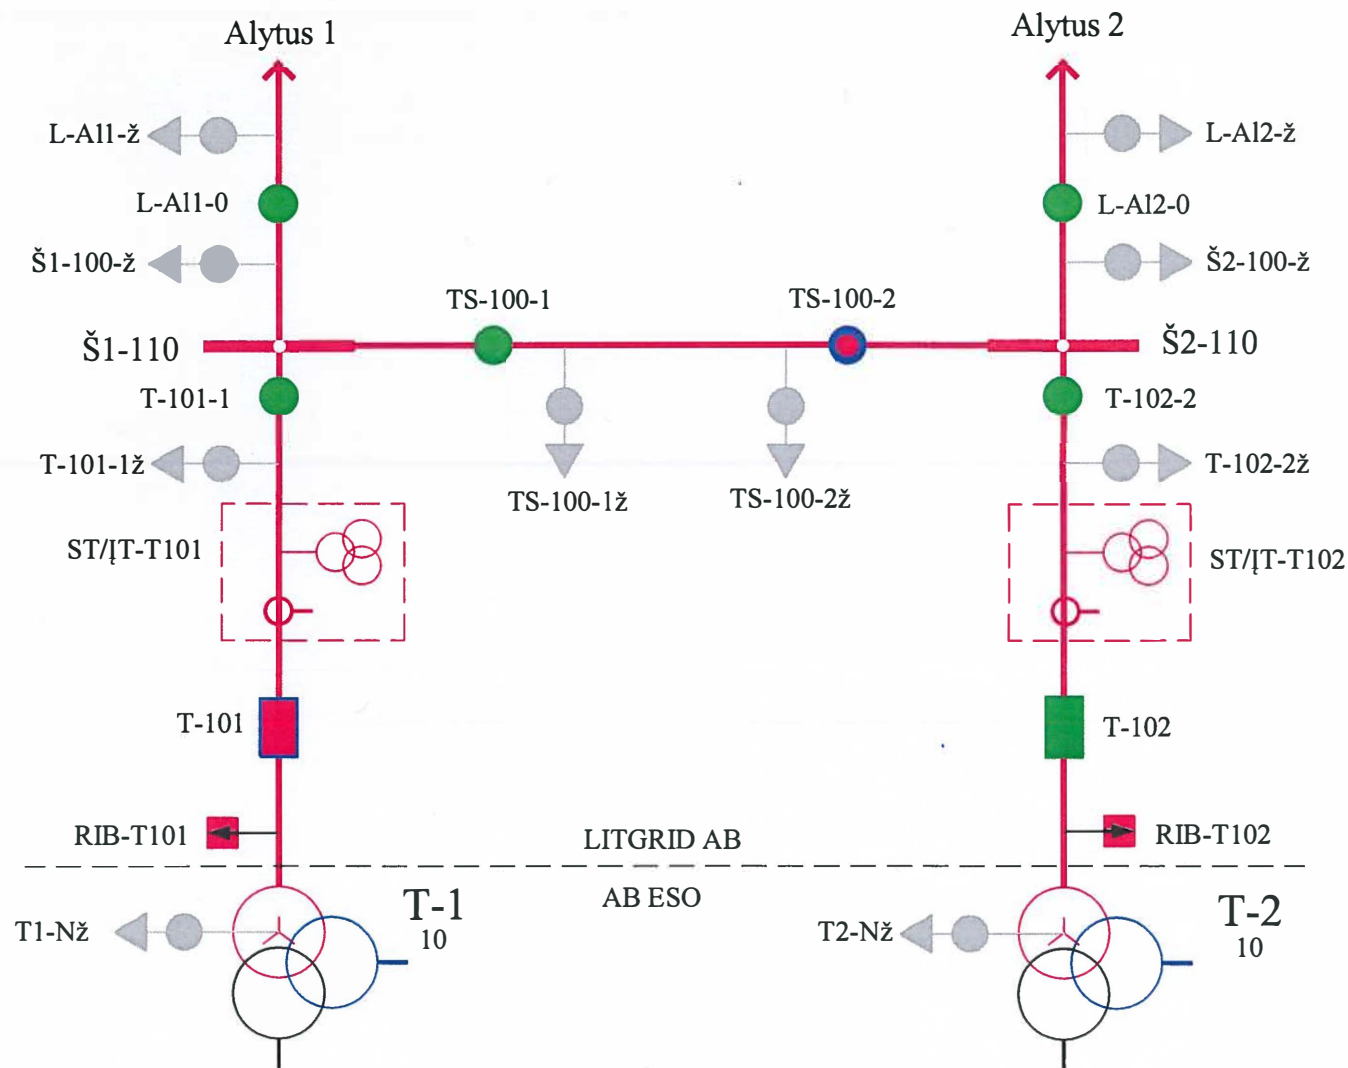 Alytus 1
Alytus 2
L-Al1-ž
L-Al2-ž
L-Al1-0
L-Al2-0
Š1-100-ž
Š2-100-ž
TS-100-1
TS-100-2
Š1-110
Š2-110
T-101-1
T-102-2
T-101-1ž
T-102-2ž
TS-100-1ž
TS-100-2ž
ST/ĮT-T101
ST/ĮT-T102
T-101
T-102
RIB-T101
RIB-T102
LITGRID AB
AB ESO
T-1
10
T-2
10
T1-Nž
T2-Nž